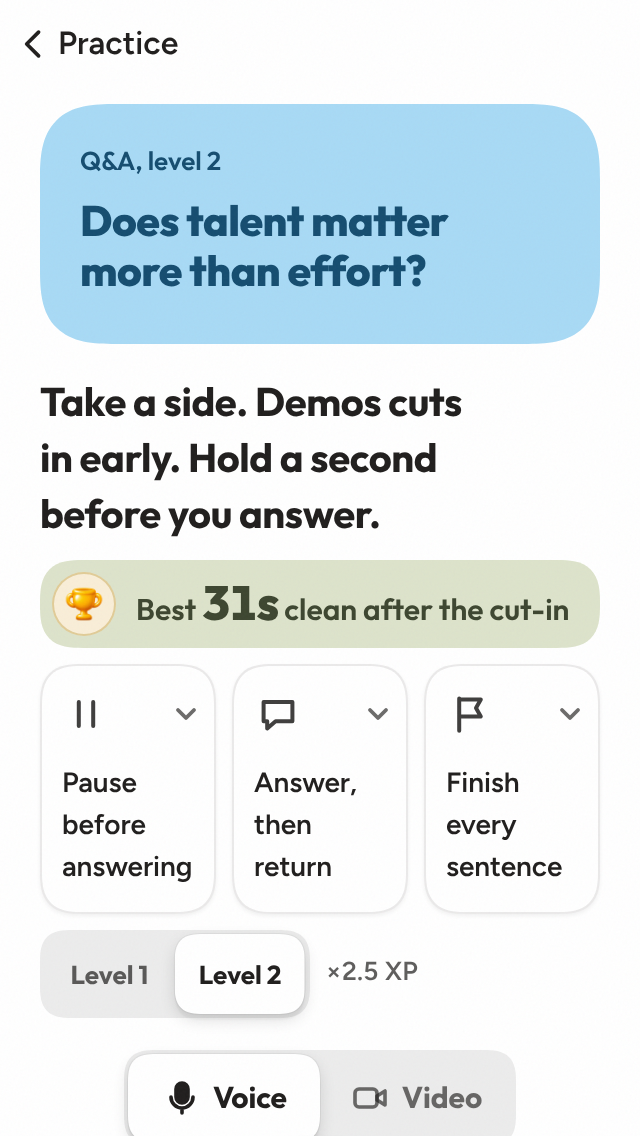 Practice
Q&A, level 2
Does talent matter
more than effort?
Take a side. Demos cuts
in early. Hold a second
before you answer.
Best 31s clean after the cut-in
Pause
before
answering
Answer,
then
return
Finish
every
sentence
Level 1 Level 2 ×2.5 XP
Voice Video